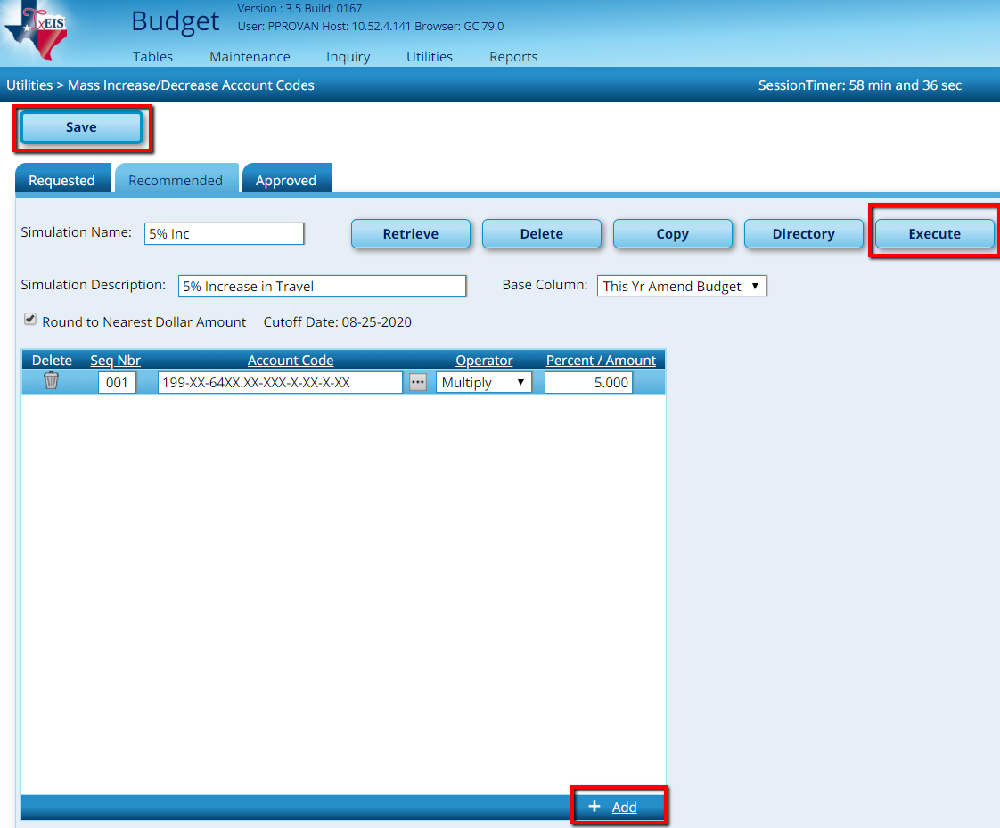 TxEIS
Budget
Version : 3.5 Build: 0167
User: PPROVAN Host: 10.52.4.141 Browser: GC 79.0
Tables Maintenance Inquiry Utilities Reports
Utilities > Mass Increase/Decrease Account Codes SessionTimer: 58 min and 36 sec
Save
Requested Recommended Approved
Simulation Name: 5% Inc Retrieve Delete Copy Directory Execute
Simulation Description: 5% Increase in Travel Base Column: This Yr Amend Budget
Round to Nearest Dollar Amount Cutoff Date: 08-25-2020
Delete Seq Nbr Account Code Operator Percent / Amount
001 199-XX-64XX.XX-XXX-X-XX-X-XX ... Multiply 5.000
+ Add